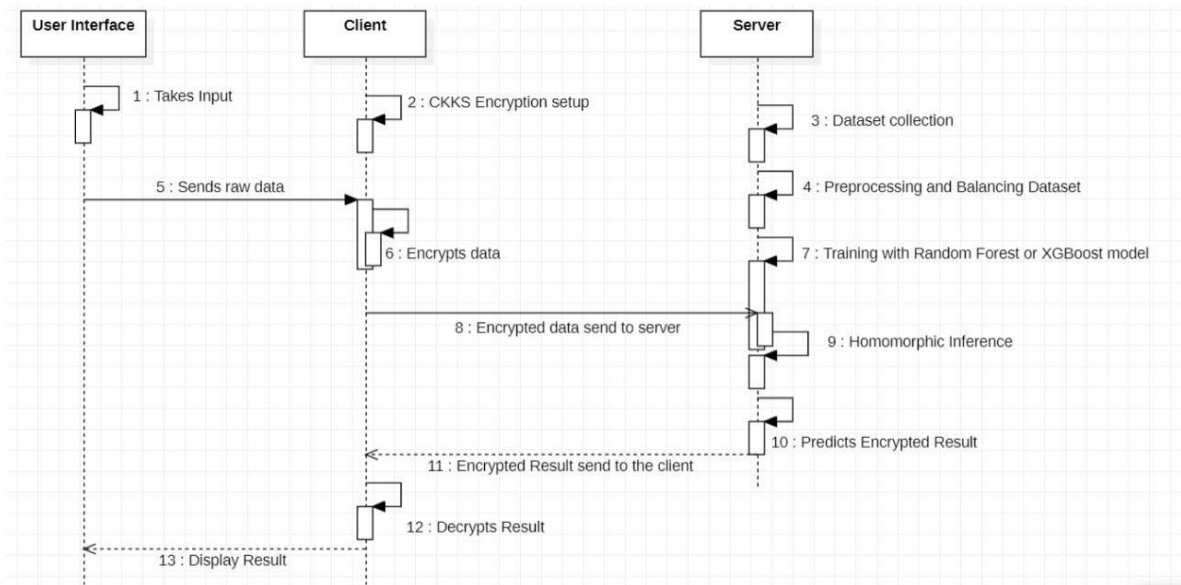 User Interface
Client
Server
1 : Takes Input
2 : CKKS Encryption setup
3 : Dataset collection
4 : Preprocessing and Balancing Dataset
5 : Sends raw data
6 : Encrypts data
7 : Training with Random Forest or XGBoost model
8 : Encrypted data send to server
9 : Homomorphic Inference
10 : Predicts Encrypted Result
11 : Encrypted Result send to the client
12 : Decrypts Result
13 : Display Result